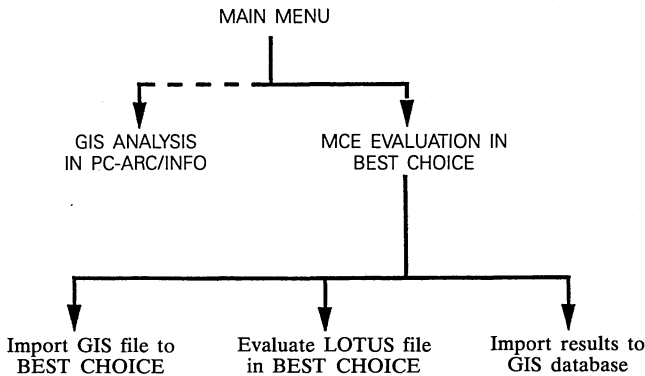 MAIN MENU
GIS ANALYSIS
IN PC-ARC/INFO
MCE EVALUATION IN
BEST CHOICE
Import GIS file to
BEST CHOICE
Evaluate LOTUS file
in BEST CHOICE
Import results to
GIS database